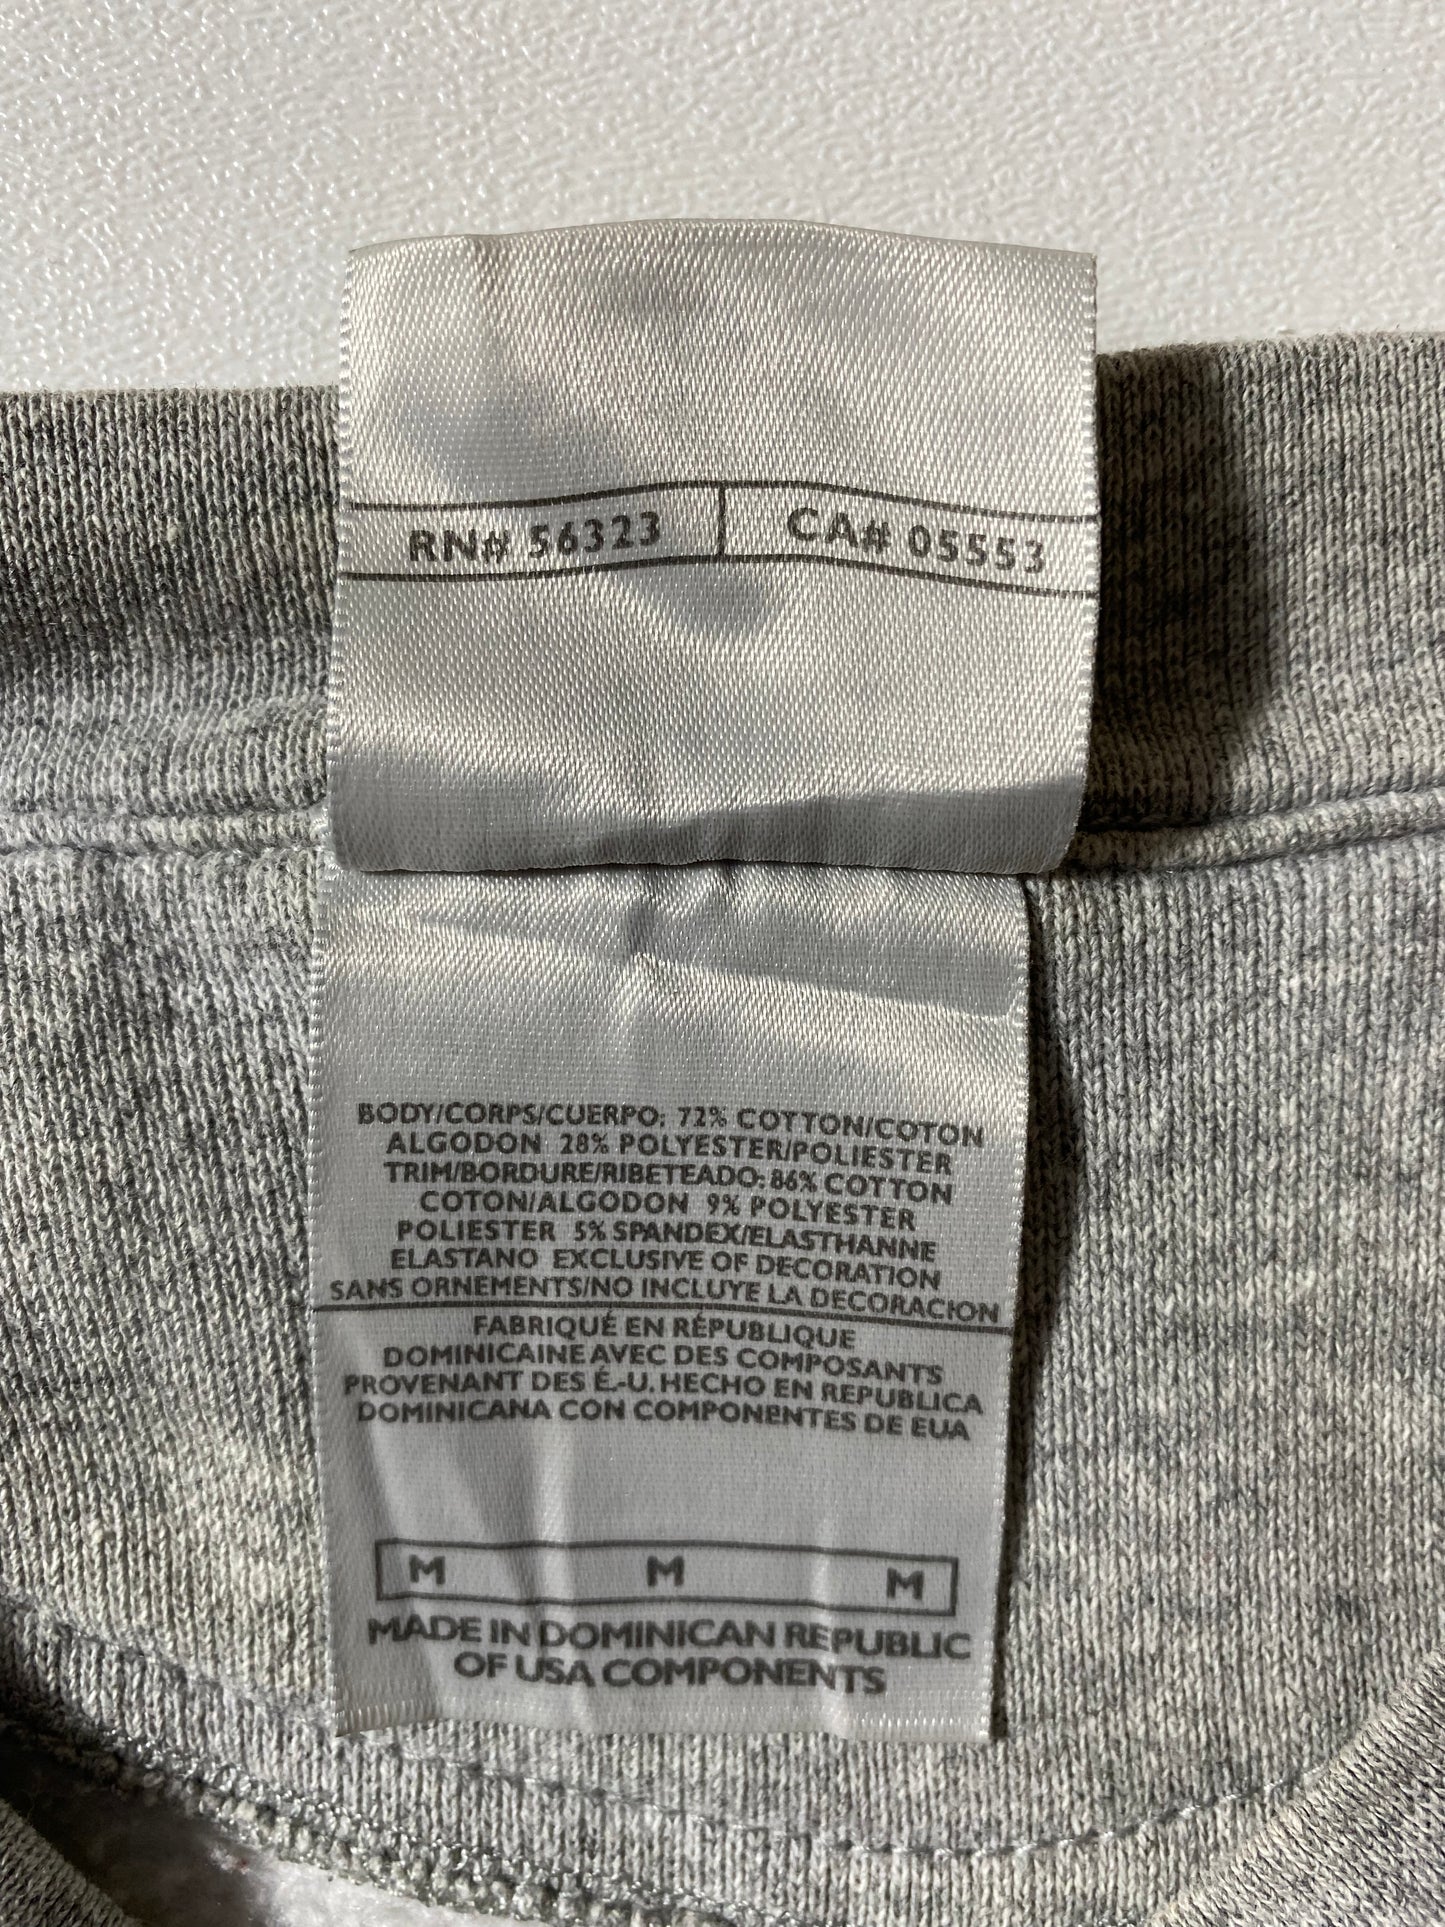 RN# 56323 CA# 05553
BODY/CORPS/CUERPO: 72% COTTON/COTON
ALGODON 28% POLYESTER/POLIESTER
TRIM/BORDURE/RIBETEADO: 86% COTTON
COTON/ALGODON 9% POLYESTER
POLIESTER 5% SPANDEX/ELASTHANNE
ELASTANO EXCLUSIVE OF DECORATION
SANS ORNEMENTS/NO INCLUYE LA DECORACION
FABRIQUÉ EN RÉPUBLIQUE
DOMINICAINE AVEC DES COMPOSANTS
PROVENANT DES É.-U. HECHO EN REPUBLICA
DOMINICANA CON COMPONENTES DE EUA
M M M
MADE IN DOMINICAN REPUBLIC
OF USA COMPONENTS